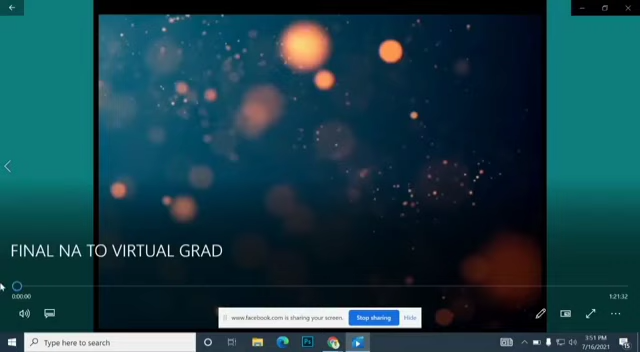 FINAL NA TO VIRTUAL GRAD
0:00:00
1:21:32
www.facebook.com is sharing your screen.
Stop sharing
Hide
Type here to search
Ps
3:51 PM
7/16/2021